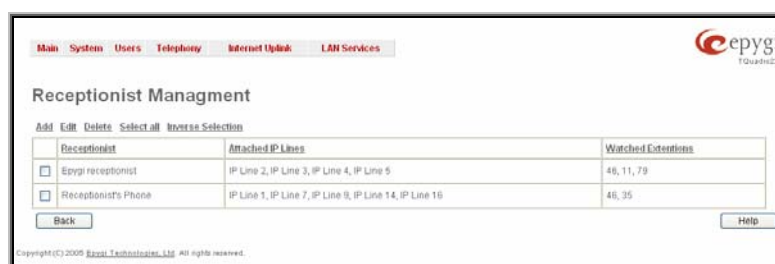 Main System Users Telephony Internet Uplink LAN Services
epygi
Receptionist Managment
Add Edit Delete Select all Inverse Selection
Receptionist Attached IP Lines Watched Extentions
Epygi receptionist IP Line 2, IP Line 3, IP Line 4, IP Line 5 46, 11, 79
Receptionist's Phone IP Line 1, IP Line 7, IP Line 9, IP Line 14, IP Line 16 46, 35
Back Help
Copyright (C) 2005 Epygi Technologies, Ltd. All rights reserved.